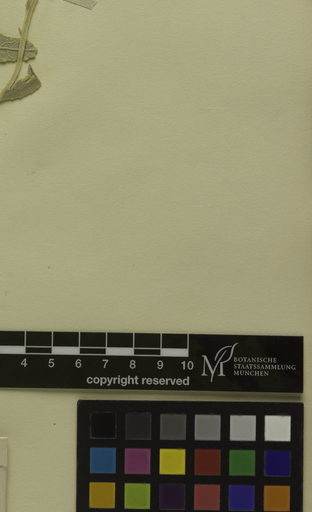 4 5 6 7 8 9 10
copyright reserved
M
BOTANISCHE
STAATSSAMMLUNG
MÜNCHEN